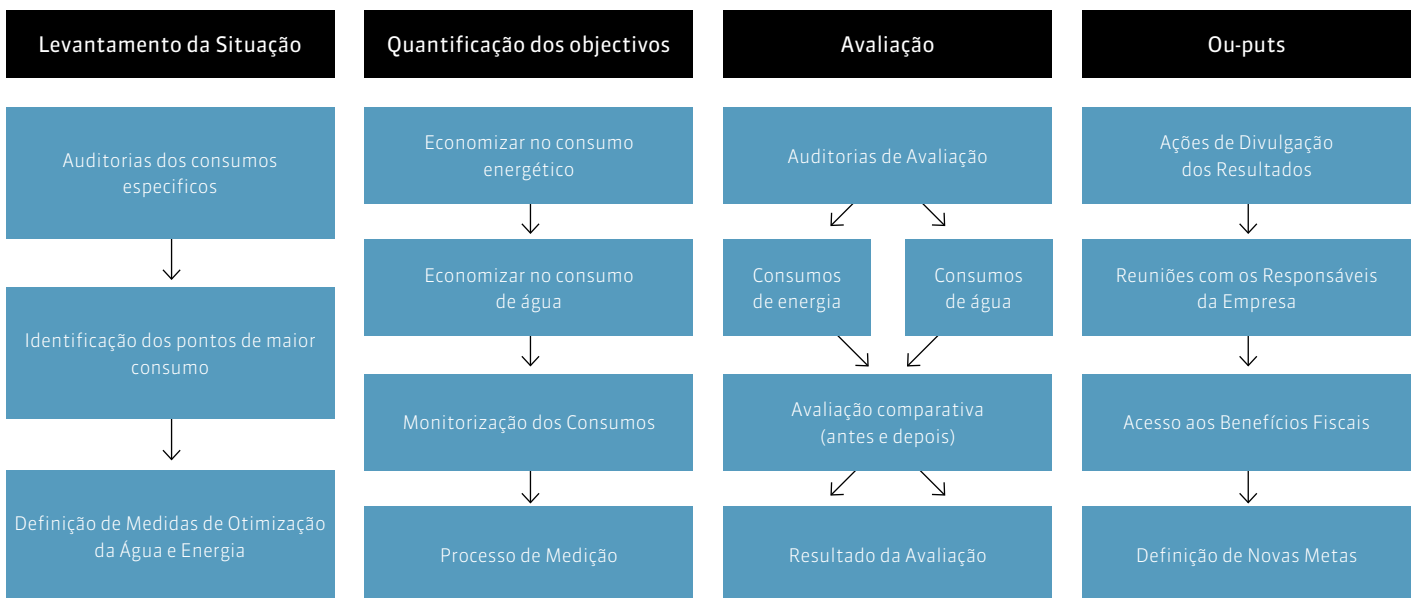 Levantamento da Situação
Auditorias dos consumos
especificos
Identificação dos pontos de maior
consumo
Definição de Medidas de Otimização
da Água e Energia
Quantificação dos objectivos
Economizar no consumo
energético
Economizar no consumo
de água
Monitorização dos Consumos
Processo de Medição
Avaliação
Auditorias de Avaliação
Consumos
de energia
Consumos
de água
Avaliação comparativa
(antes e depois)
Resultado da Avaliação
Ou-puts
Ações de Divulgação
dos Resultados
Reuniões com os Responsáveis
da Empresa
Acesso aos Benefícios Fiscais
Definição de Novas Metas